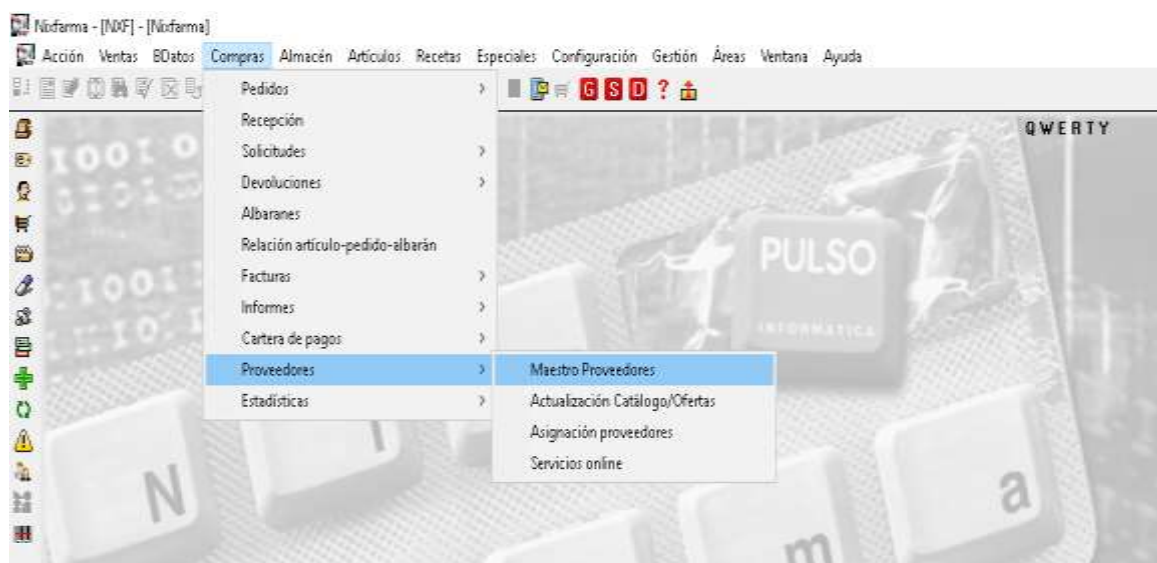 Nixfarma - [NXF] - [Nixfarma]
Acción Ventas BDatos Compras Almacén Artículos Recetas Especiales Configuración Gestión Áreas Ventana Ayuda
G S D ?
QWERTY
Pedidos
Recepción
Solicitudes
Devoluciones
Albaranes
Relación artículo-pedido-albarán
Facturas
Informes
Cartera de pagos
Proveedores
Estadísticas
Maestro Proveedores
Actualización Catálogo/Ofertas
Asignación proveedores
Servicios online
PULSO
INFORMATICA
N
i
m
a